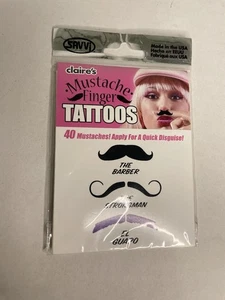 SAVVI
Made in the USA
Hecho en EEUU
Fabriqué aux USA
claire's
Mustache
Finger
TATTOOS
40 Mustaches! Apply For A Quick Disguise!
THE
BARBER
STRONGMAN
EL
GUAPO